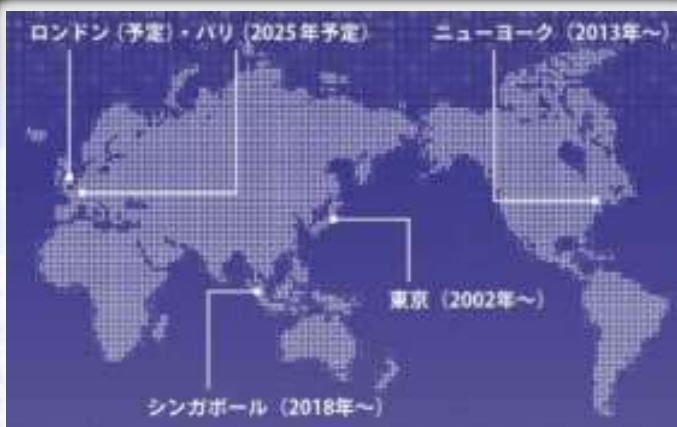 ロンドン（予定）・パリ（2025年予定）
ニューヨーク（2013年～）
東京（2002年～）
シンガポール（2018年～）